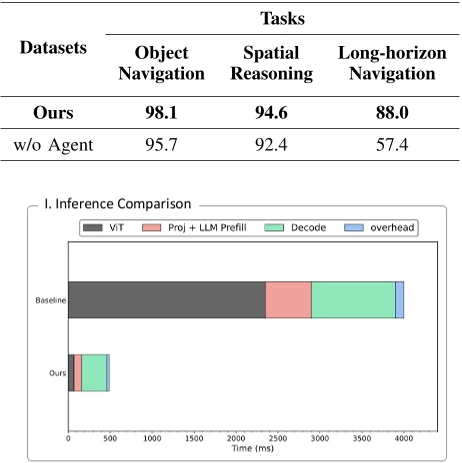 Datasets
Tasks
Object Navigation
Spatial Reasoning
Long-horizon Navigation
Ours 98.1 94.6 88.0
w/o Agent 95.7 92.4 57.4
I. Inference Comparison
ViT Proj + LLM Prefill Decode overhead
Baseline
Ours
0 500 1000 1500 2000 2500 3000 3500 4000
Time (ms)